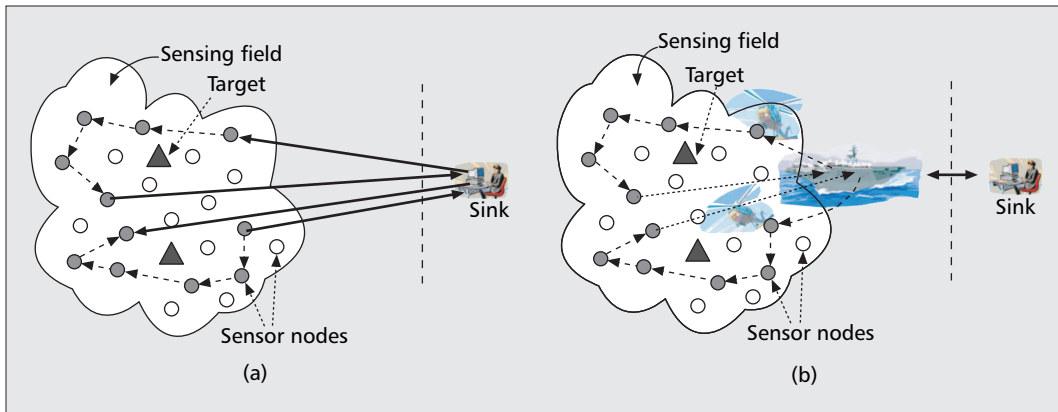 Sensing field
Target
Sink
Sensor nodes
(a)
Sensing field
Target
Sink
Sensor nodes
(b)